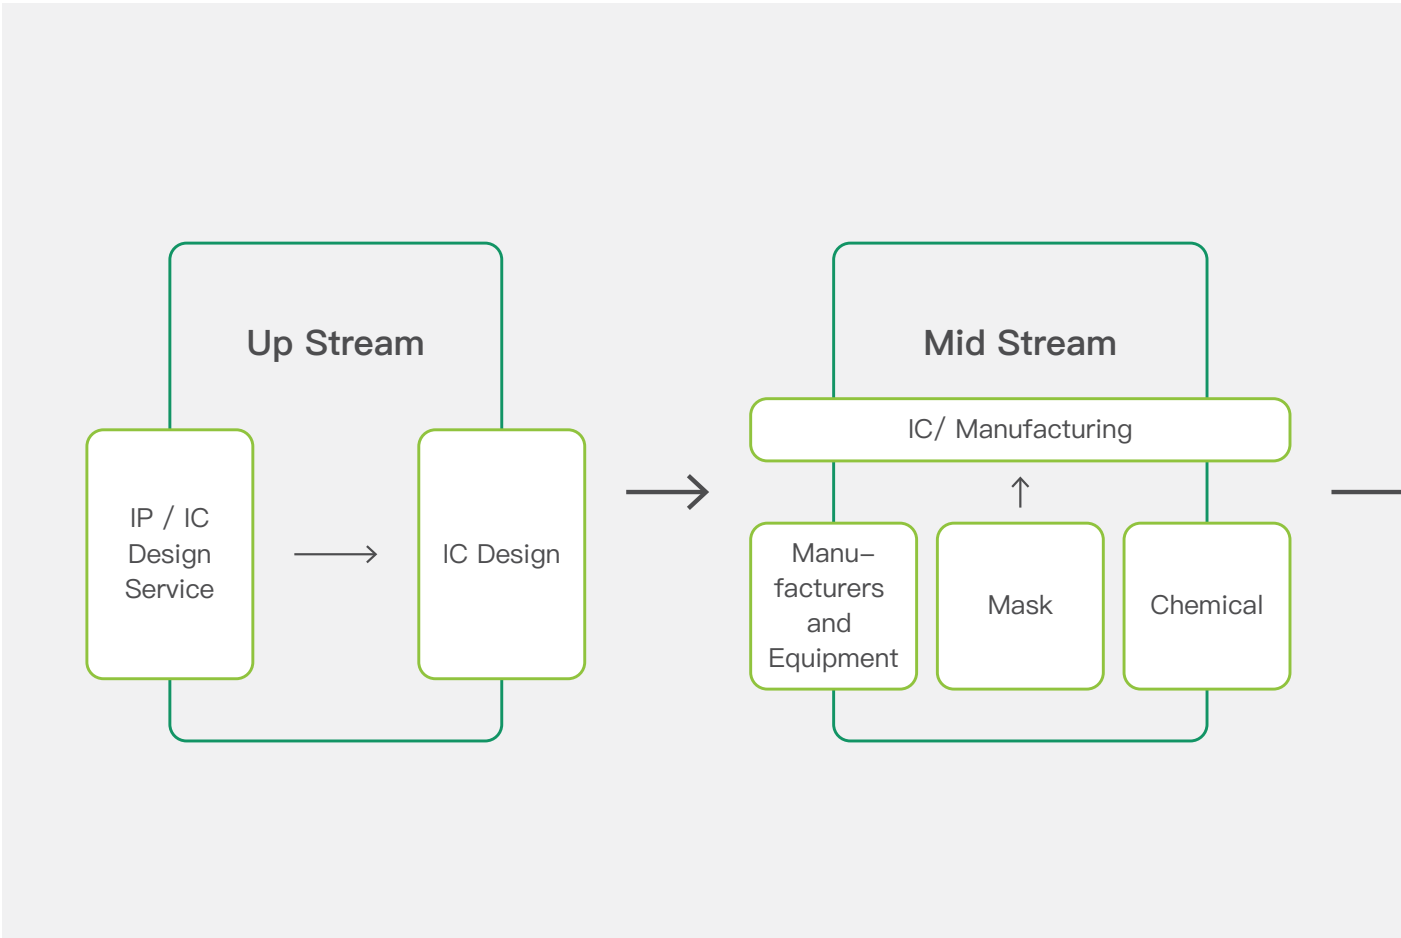 Up Stream
IP / IC
Design
Service
IC Design
Mid Stream
IC/ Manufacturing
Manu–
facturers
and
Equipment
Mask
Chemical